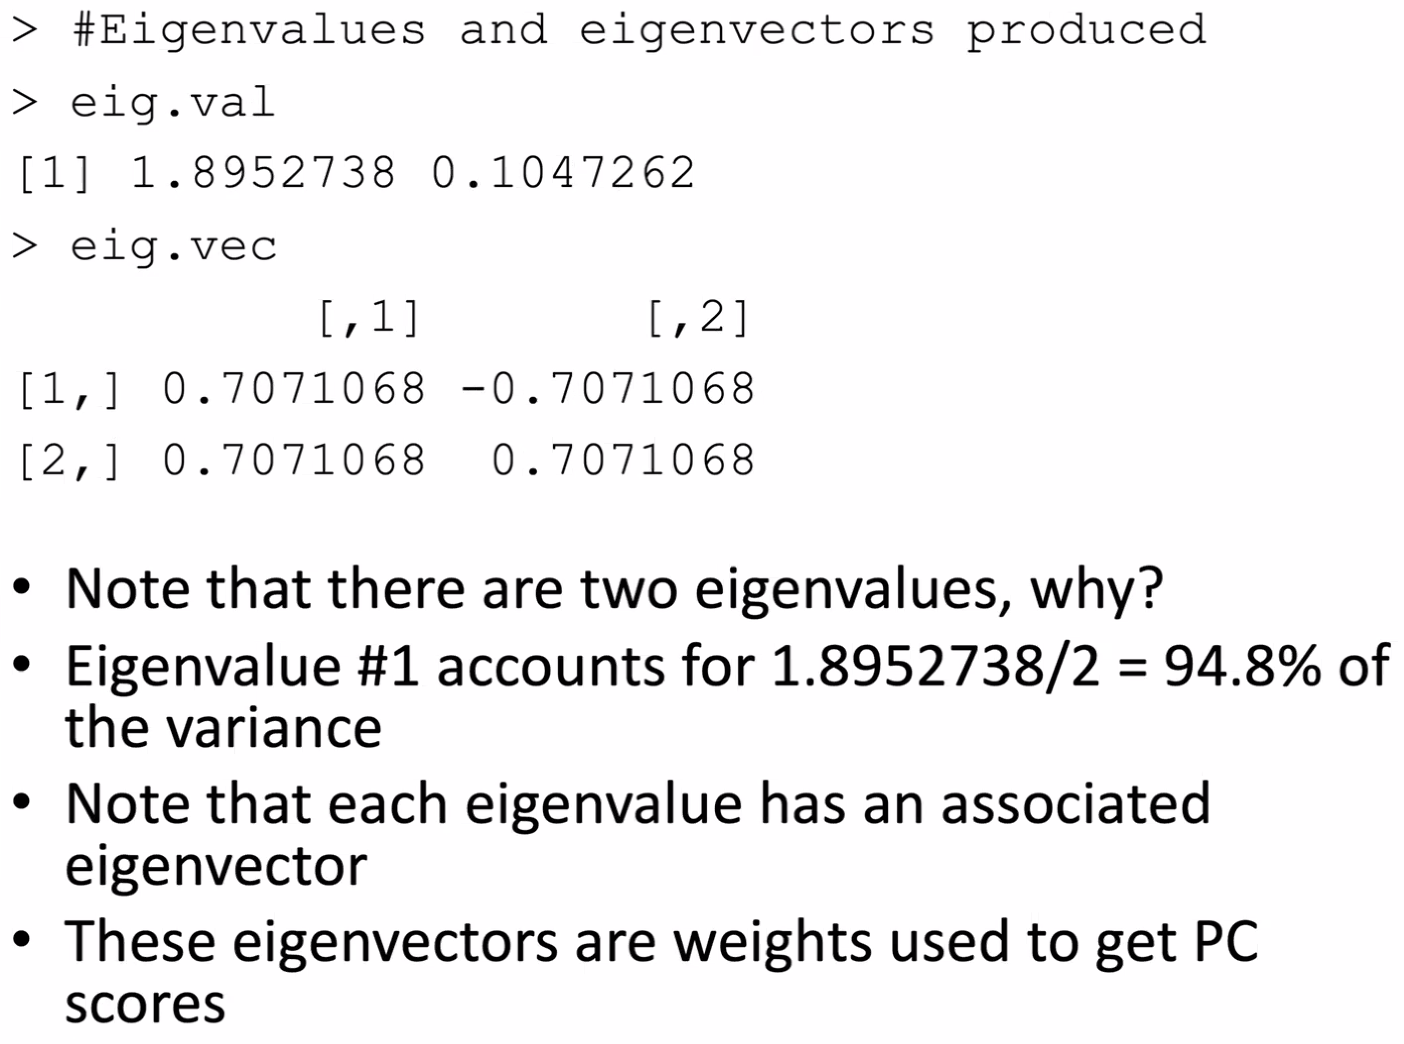 > #Eigenvalues and eigenvectors produced
> eig.val
[1] 1.8952738 0.1047262
> eig.vec
[,1] [,2]
[1,] 0.7071068 -0.7071068
[2,] 0.7071068 0.7071068
• Note that there are two eigenvalues, why?
• Eigenvalue #1 accounts for 1.8952738/2 = 94.8% of
the variance
• Note that each eigenvalue has an associated
eigenvector
• These eigenvectors are weights used to get PC
scores